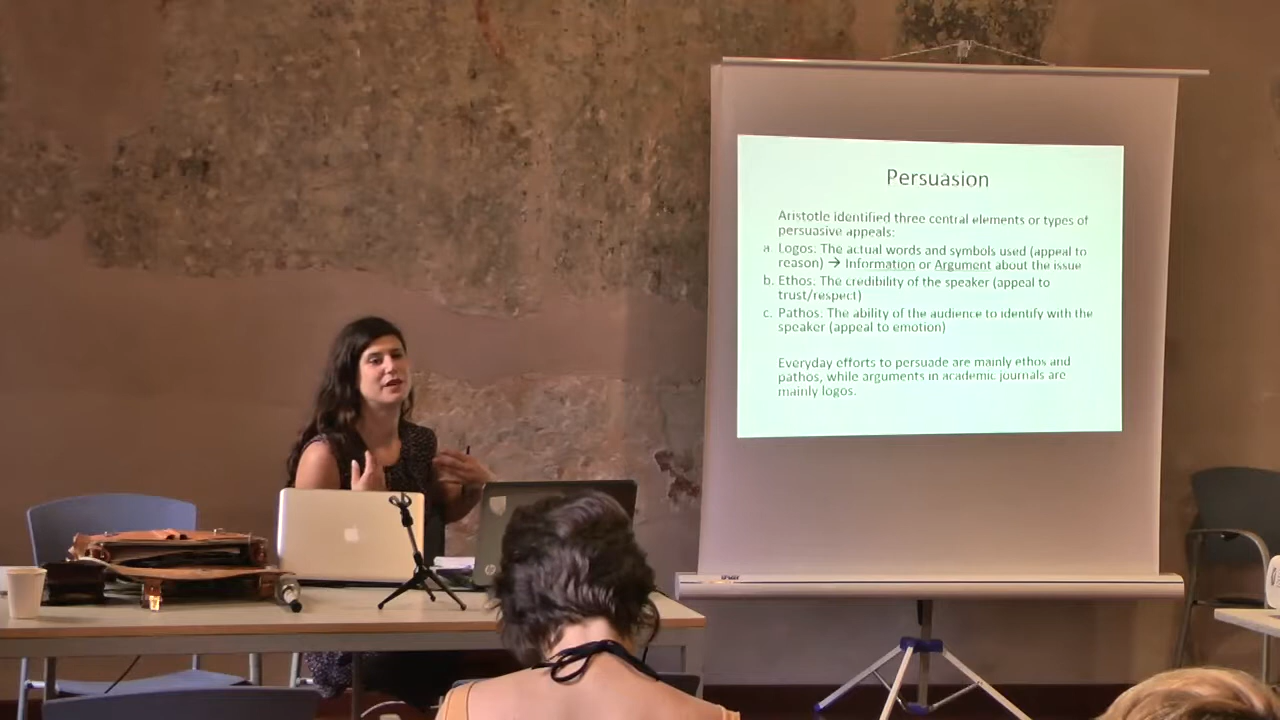 Persuasion
Aristotle identified three central elements or types of
persuasive appeals:
a. Logos. The actual words and symbols used (appeal to
reason) → Information or Argument about the issue
b. Ethos. The credibility of the speaker (appeal to
trust/respect)
c. Pathos. The ability of the audience to identify with the
speaker (appeal to emotion)
Everyday efforts to persuade are mainly ethos and
pathos, while arguments in academic journals are
mainly logos.